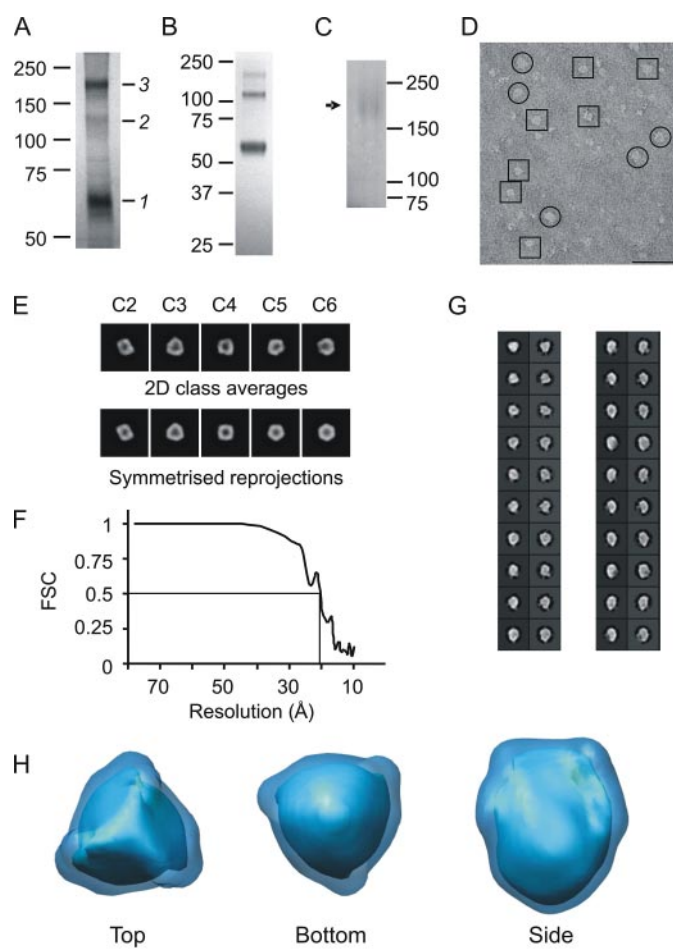 A
250
150
100
75
50
3
2
1
B
250
100
75
50
37
25
C
250
150
100
75
D
E
C2 C3 C4 C5 C6
2D class averages
Symmetrised reprojections
F
FSC
1
0.75
0.5
0.25
0
70 50 30 10
Resolution (Å)
G
H
Top Bottom Side